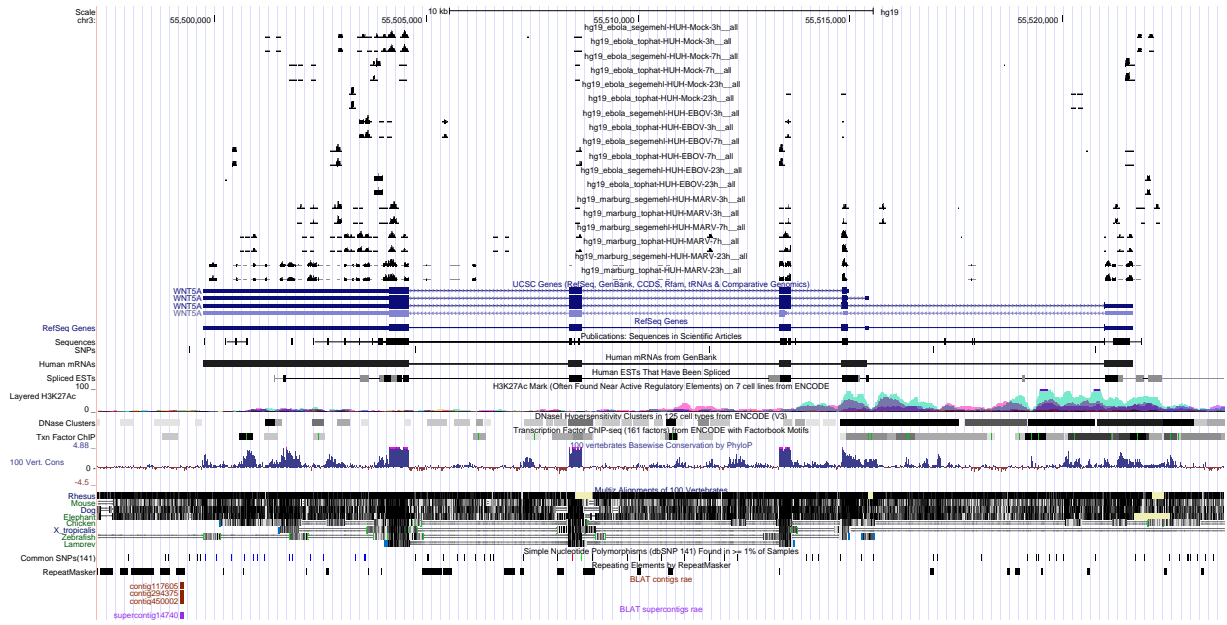 Scale 10 kb hg19
chr3: 55,500,000 55,505,000 55,510,000 55,515,000 55,520,000
hg19_ebola_segemehl-HUH-Mock-3h__all
hg19_ebola_tophat-HUH-Mock-3h__all
hg19_ebola_segemehl-HUH-Mock-7h__all
hg19_ebola_tophat-HUH-Mock-7h__all
hg19_ebola_segemehl-HUH-Mock-23h__all
hg19_ebola_tophat-HUH-Mock-23h__all
hg19_ebola_segemehl-HUH-EBOV-3h__all
hg19_ebola_tophat-HUH-EBOV-3h__all
hg19_ebola_segemehl-HUH-EBOV-7h__all
hg19_ebola_tophat-HUH-EBOV-7h__all
hg19_ebola_segemehl-HUH-EBOV-23h__all
hg19_ebola_tophat-HUH-EBOV-23h__all
hg19_marburg_segemehl-HUH-MARV-3h__all
hg19_marburg_tophat-HUH-MARV-3h__all
hg19_marburg_segemehl-HUH-MARV-7h__all
hg19_marburg_tophat-HUH-MARV-7h__all
hg19_marburg_segemehl-HUH-MARV-23h__all
hg19_marburg_tophat-HUH-MARV-23h__all
UCSC Genes (RefSeq, GenBank, CCDS, Rfam, tRNAs & Comparative Genomics)
WNT5A
WNT5A
WNT5A
WNT5A
RefSeq Genes
RefSeq Genes
Publications: Sequences in Scientific Articles
Sequences
SNPs
Human mRNAs from GenBank
Human mRNAs
Human ESTs That Have Been Spliced
Spliced ESTs
H3K27Ac Mark (Often Found Near Active Regulatory Elements) on 7 cell lines from ENCODE
100
Layered H3K27Ac
0
DNaseI Hypersensitivity Clusters in 125 cell types from ENCODE (V3)
DNase Clusters
Transcription Factor ChIP-seq (161 factors) from ENCODE with Factorbook Motifs
Txn Factor ChIP
100 vertebrates Basewise Conservation by PhyloP
4.88
100 Vert. Cons
0
-4.5
Multiz Alignments of 100 Vertebrates
Rhesus
Mouse
Dog
Elephant
Chicken
X_tropicalis
Zebrafish
Lamprey
Simple Nucleotide Polymorphisms (dbSNP 141) Found in >= 1% of Samples
Common SNPs(141)
Repeating Elements by RepeatMasker
RepeatMasker
BLAT contigs rae
contig117605
contig294375
contig450002
BLAT supercontigs rae
supercontig14740